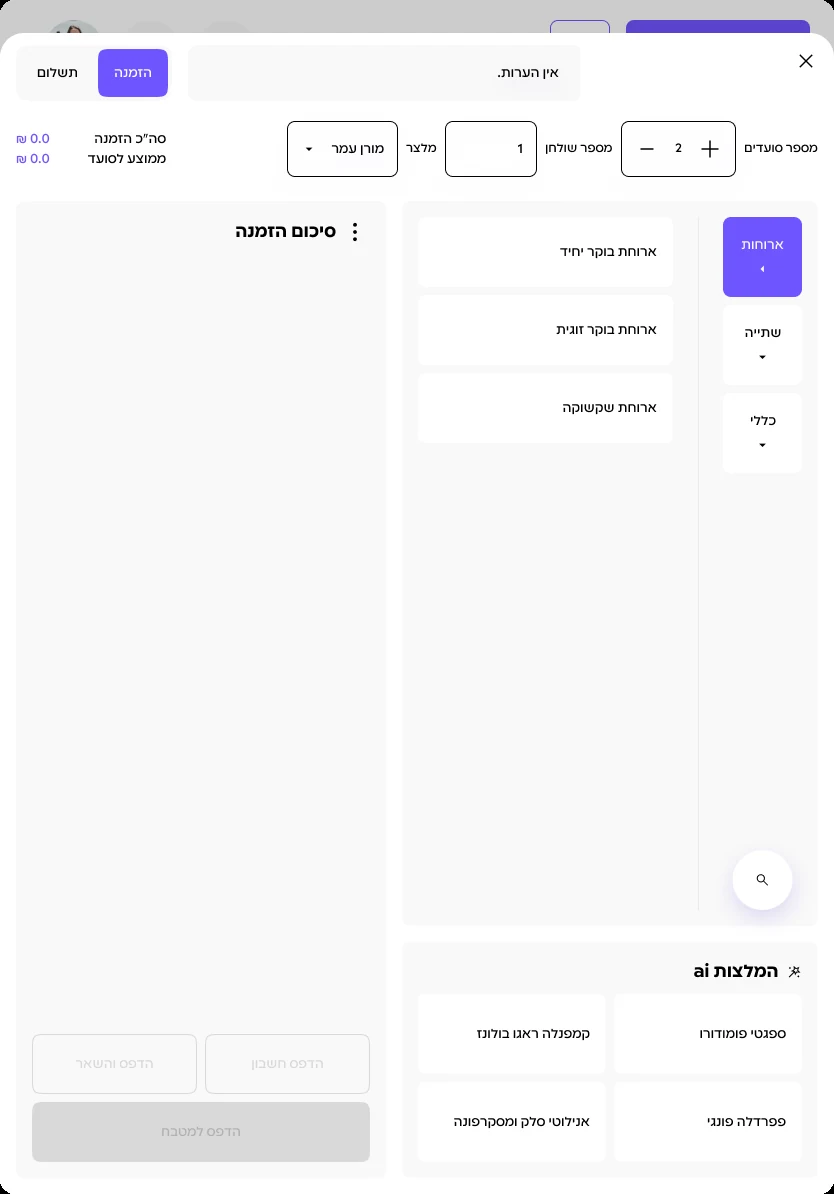 אין הערות.
הזמנה
תשלום
מספר סועדים
2
מספר שולחן
1
מלצר
מורן עמר
סה"כ הזמנה
0.0 ₪
ממוצע לסועד
0.0 ₪
ארוחות
שתייה
כללי
ארוחת בוקר יחיד
ארוחת בוקר זוגית
ארוחת שקשוקה
המלצות ai
ספגטי פומודורו
קמפנלה ראגו בולונז
פפרדלה פונגי
אנילוטי סלק ומסקרפונה
סיכום הזמנה
הדפס חשבון
הדפס והשאר
הדפס למטבח